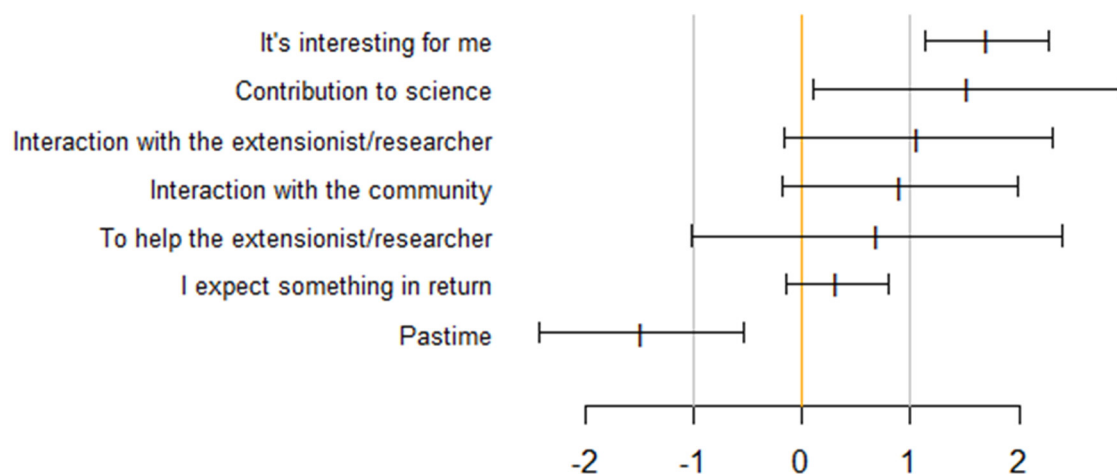 It's interesting for me
Contribution to science
Interaction with the extensionist/researcher
Interaction with the community
To help the extensionist/researcher
I expect something in return
Pastime
-2 -1 0 1 2